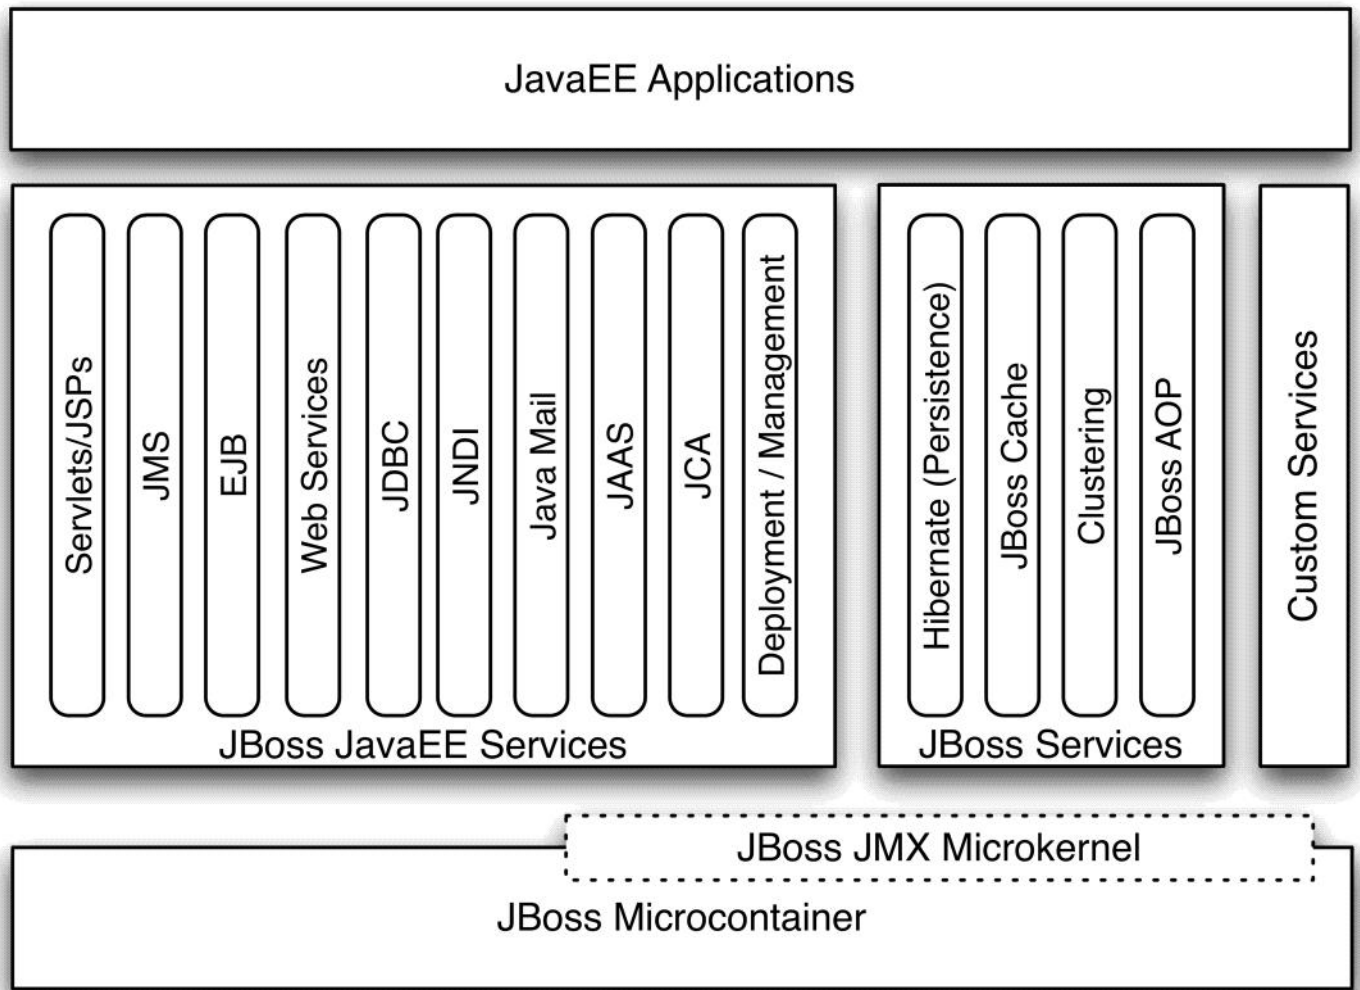 JavaEE Applications
Servlets/JSPs
JMS
EJB
Web Services
JDBC
JNDI
Java Mail
JAAS
JCA
Deployment / Management
JBoss JavaEE Services
Hibernate (Persistence)
JBoss Cache
Clustering
JBoss AOP
JBoss Services
Custom Services
JBoss JMX Microkernel
JBoss Microcontainer